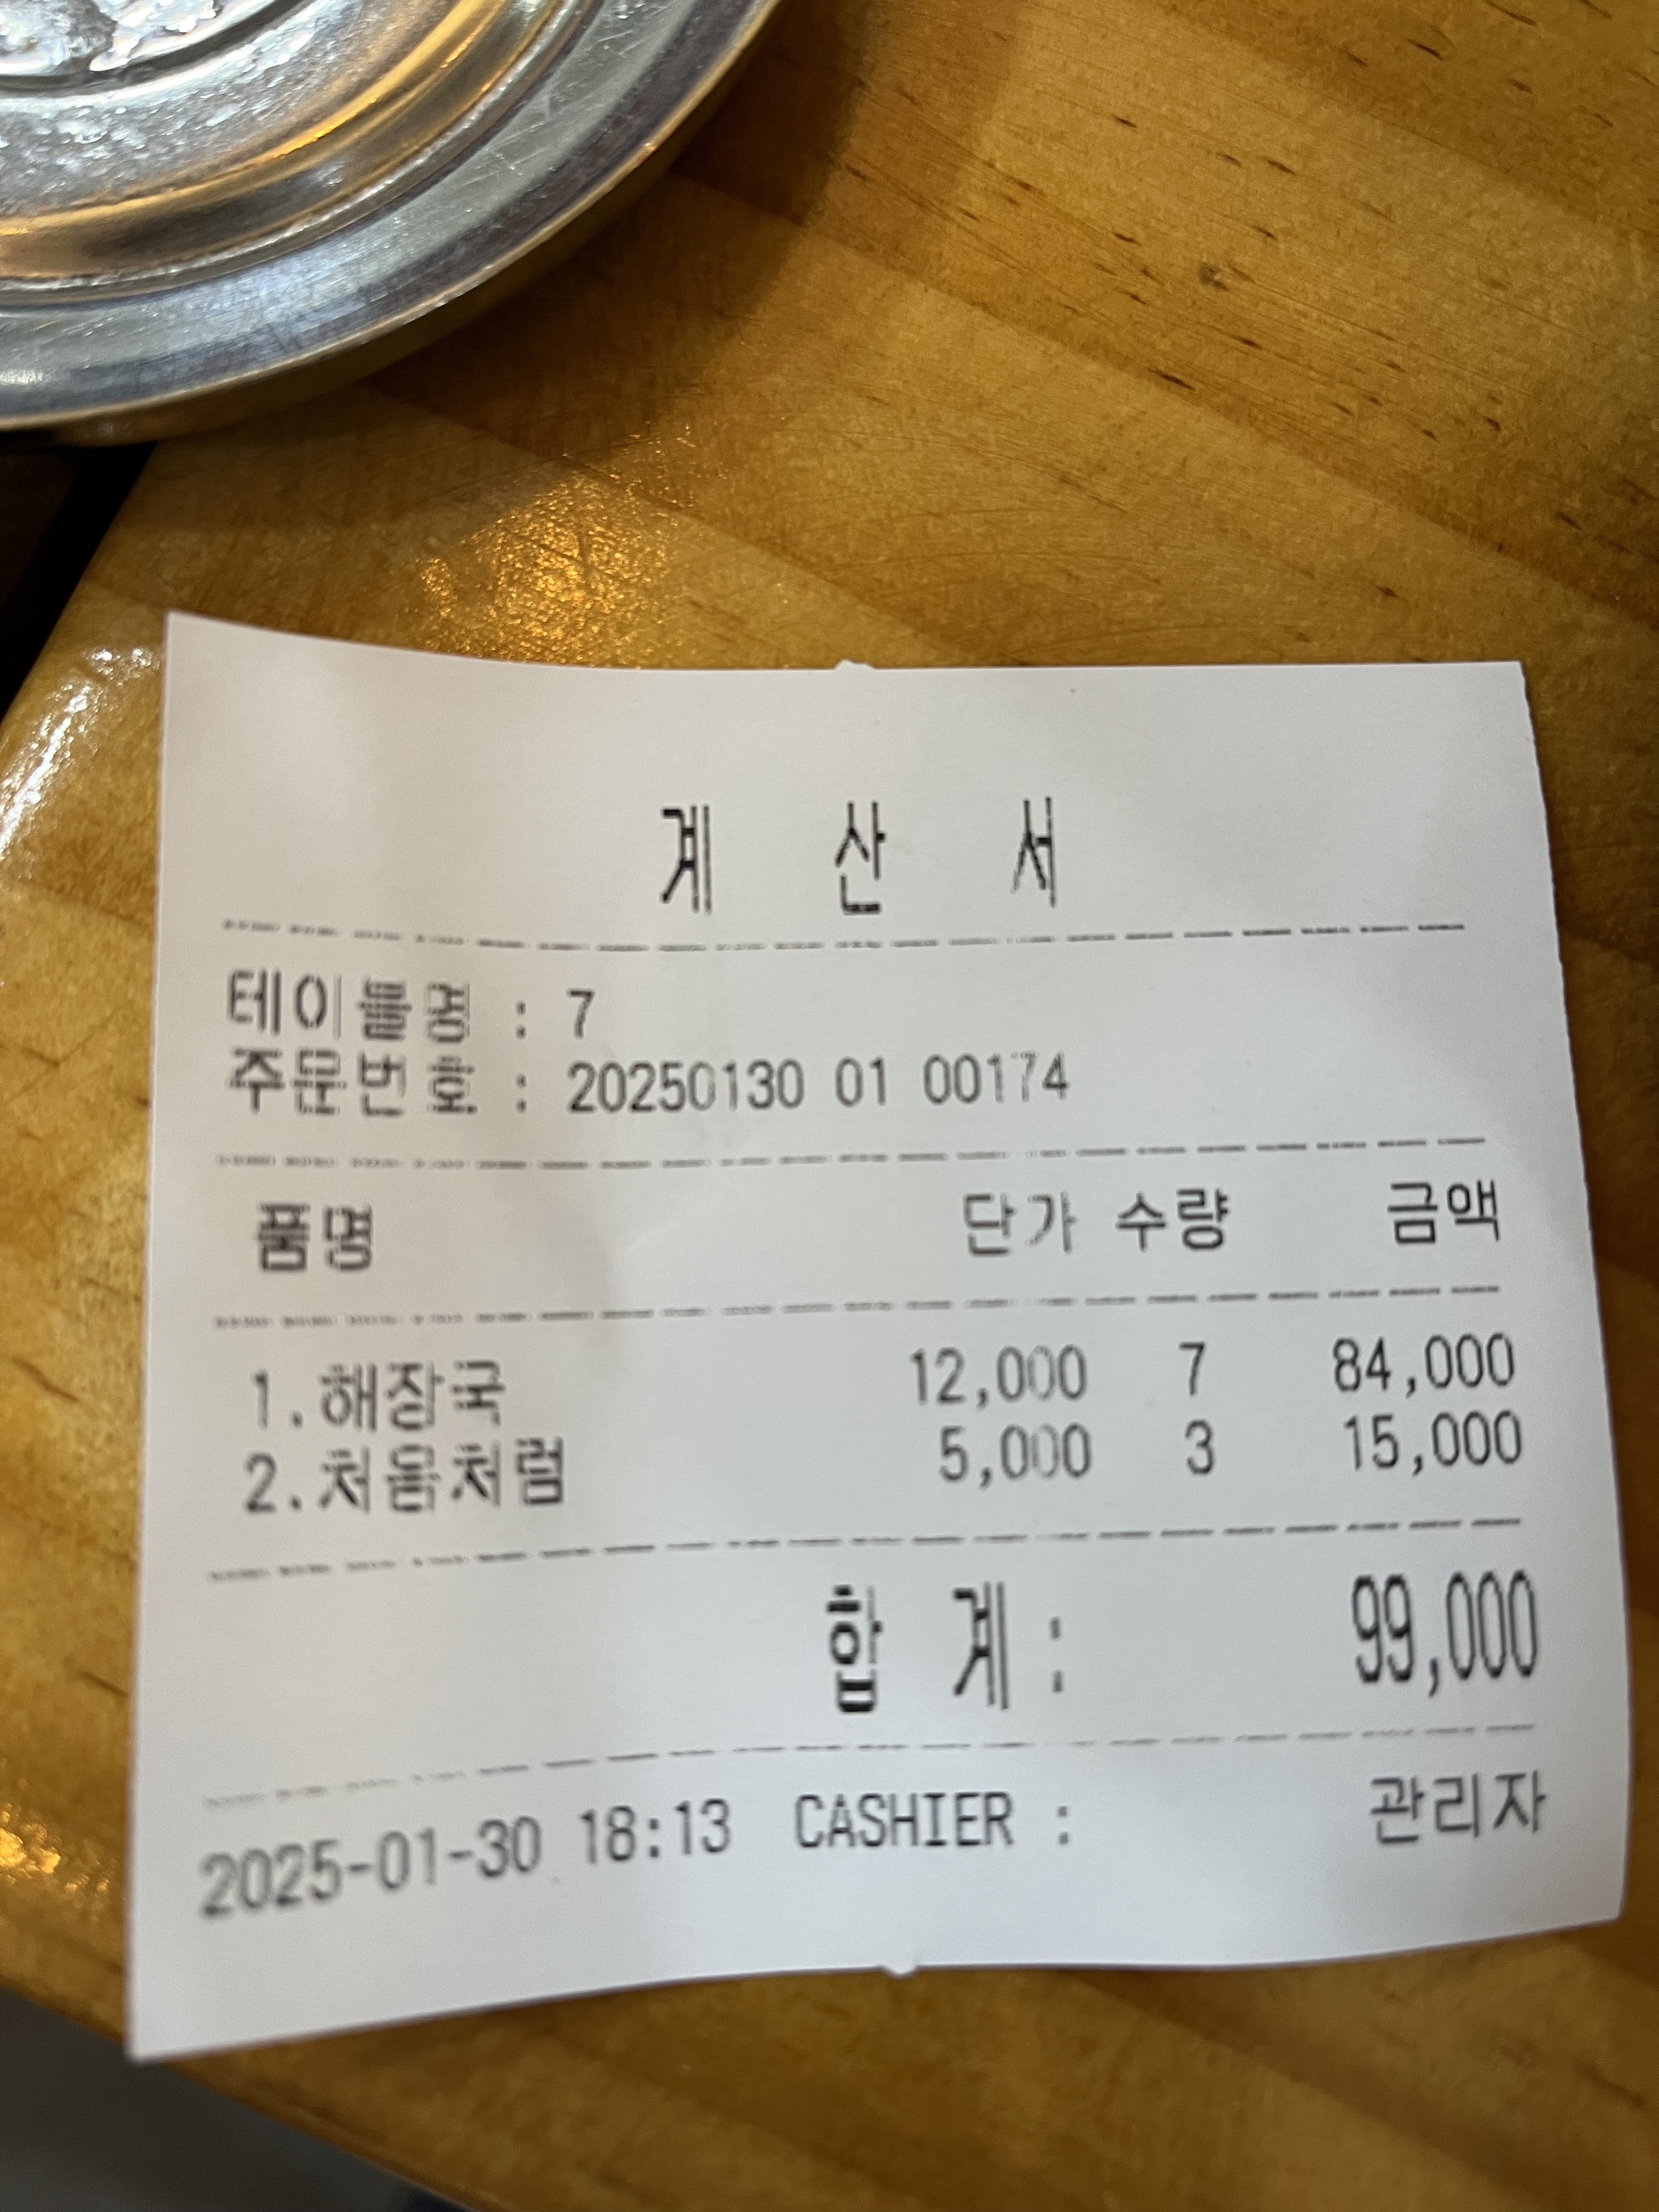 계 산 서
테이블명 : 7
주문번호 : 20250130 01 00174
품명 단가 수량 금액
1.해장국 12,000 7 84,000
2.처음처럼 5,000 3 15,000
합 계: 99,000
2025-01-30 18:13 CASHIER : 관리자